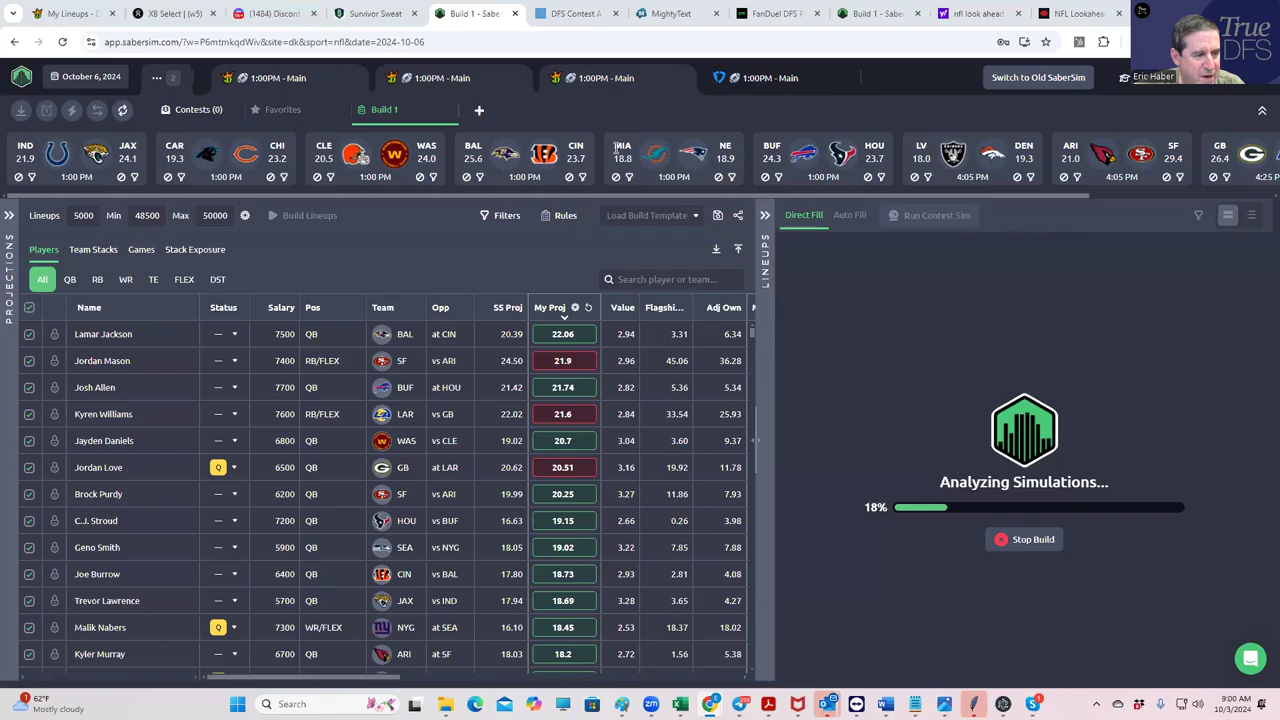 My Lineups - D
XB Select | XB
(1484) Discord
Survivor Sweat
Build 1 - Saber
DFS Contest A
MightyText
FanDuel DFS P
Build 1 - Saber
nfl look ahead
NFL Lookahead
app.sabersim.com/?w=P6mtmkqdWiv&site=dk&sport=nfl&date=2024-10-06
True
DFS
Eric Haber
October 6, 2024
... 2
1:00PM - Main
1:00PM - Main
1:00PM - Main
1:00PM - Main
Switch to Old SaberSim
Contests (0)
Favorites
Build 1
IND 21.9 JAX 24.1 1:00 PM
CAR 19.3 CHI 1:00 PM
CLE 20.5 WAS 24.0 1:00 PM
BAL 25.6 CIN 23.7 1:00 PM
MIA 18.8 NE 18.9 1:00 PM
BUF 24.3 HOU 23.7 1:00 PM
LV 18.0 DEN 19.3 4:05 PM
ARI 21.0 SF 29.4 4:05 PM
GB 26.4 4:25 P
Lineups 5000 Min 48500 Max 50000 Build Lineups Filters Rules Load Build Template
Direct Fill Auto Fill Run Contest Sim
PROJECTIONS
LINEUPS
Players Team Stacks Games Stack Exposure
All QB RB WR TE FLEX DST Search player or team...
Name Status Salary Pos Team Opp SS Proj My Proj Value Flagshi... Adj Own
Lamar Jackson — 7500 QB BAL at CIN 20.39 22.06 2.94 3.31 6.34
Jordan Mason — 7400 RB/FLEX SF vs ARI 24.50 21.9 2.96 45.06 36.28
Josh Allen — 7700 QB BUF at HOU 21.42 21.74 2.82 5.36 5.34
Kyren Williams — 7600 RB/FLEX LAR vs GB 22.02 21.6 2.84 33.54 25.93
Jayden Daniels — 6800 QB WAS vs CLE 19.02 20.7 3.04 3.60 9.37
Jordan Love Q 6500 QB GB at LAR 20.62 20.51 3.16 19.92 11.78
Brock Purdy — 6200 QB SF vs ARI 19.99 20.25 3.27 11.86 7.93
C.J. Stroud — 7200 QB HOU vs BUF 16.63 19.15 2.66 0.26 3.98
Geno Smith — 5900 QB SEA vs NYG 18.05 19.02 3.22 7.85 7.88
Joe Burrow — 6400 QB CIN vs BAL 17.80 18.73 2.93 2.81 4.08
Trevor Lawrence — 5700 QB JAX vs IND 17.94 18.69 3.28 3.65 4.27
Malik Nabers Q 7300 WR/FLEX NYG at SEA 16.10 18.45 2.53 18.37 18.02
Kyler Murray — 6700 QB ARI at SF 18.03 18.2 2.72 1.56 5.38
Analyzing Simulations...
18%
Stop Build
62°F
Mostly cloudy
Search
9:00 AM
10/3/2024